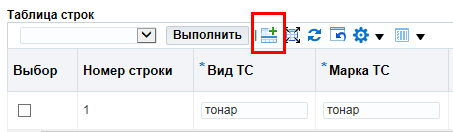 Таблица строк
Выполнить
Выбор Номер строки *Вид ТС *Марка ТС
1 тонар тонар